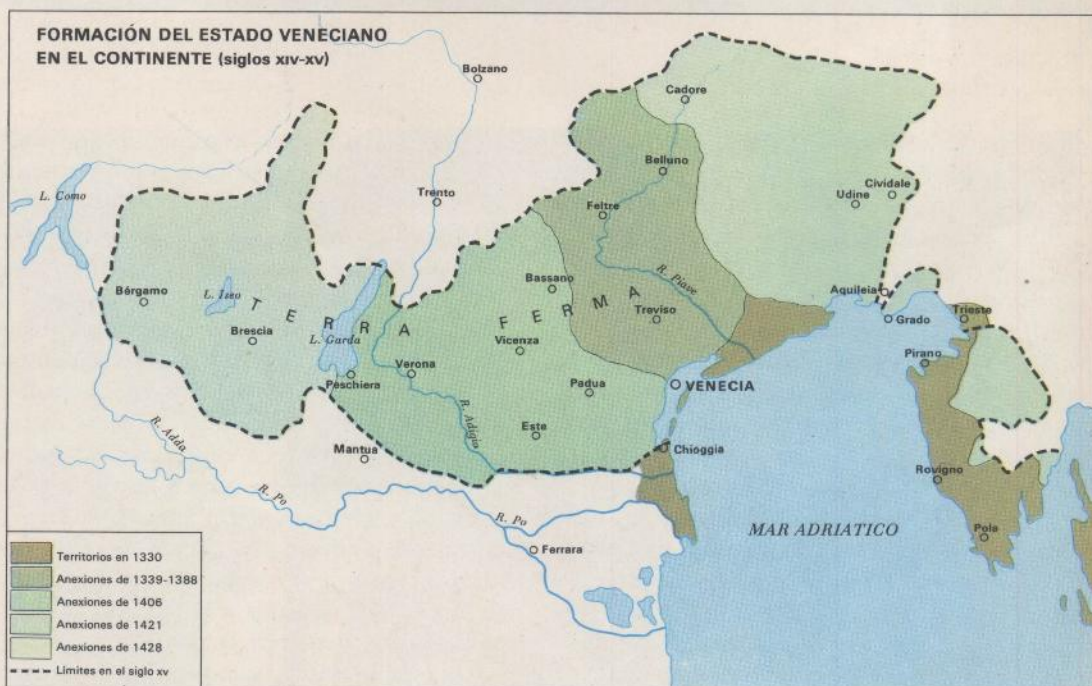 FORMACIÓN DEL ESTADO VENECIANO
EN EL CONTINENTE (siglos XIV-XV)
Bolzano
Cadore
Belluno
L. Como
Trento
Feltre
Udine
Cividale
Bassano
R. Piave
Aquileia
Bérgamo
L. Iseo
TERRA FERMA
Treviso
Grado
Trieste
Brescia
L. Garda
Vicenza
Pirano
Peschiera
Verona
Padua
VENECIA
R. Adda
R. Adigio
Este
Mantua
Chioggia
Rovigno
R. Po
R. Po
MAR ADRIATICO
Pola
Ferrara
Territorios en 1330
Anexiones de 1339-1388
Anexiones de 1406
Anexiones de 1421
Anexiones de 1428
Limites en el siglo XV